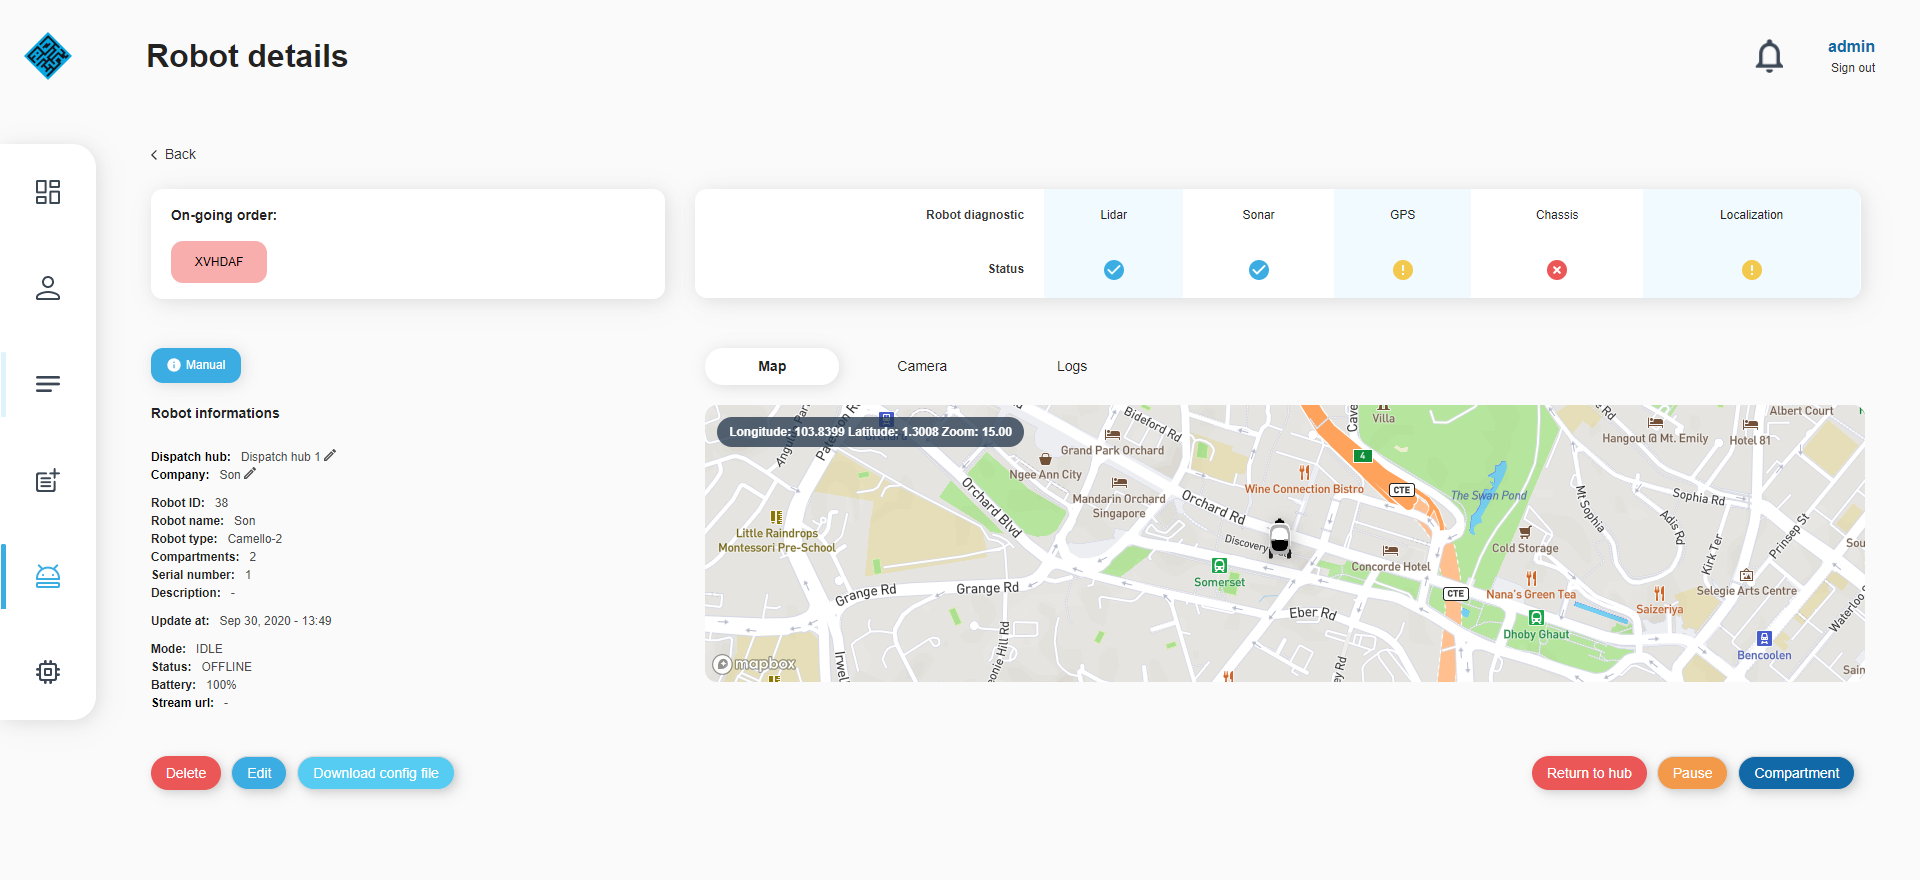 Robot details
admin
Sign out
Back
On-going order:
XVHDAF
Robot diagnostic Lidar Sonar GPS Chassis Localization
Status
Manual
Map Camera Logs
Robot informations
Dispatch hub: Dispatch hub 1
Company: Son
Robot ID: 38
Robot name: Son
Robot type: Camello-2
Compartments: 2
Serial number: 1
Description: -
Update at: Sep 30, 2020 - 13:49
Mode: IDLE
Status: OFFLINE
Battery: 100%
Stream url: -
Longitude: 103.8399 Latitude: 1.3008 Zoom: 15.00
Bideford Rd
Villa
Albert Court
Hangout @ Mt. Emily
Hotel 81
Grand Park Orchard
4
Ngee Ann City
Wine Connection Bistro
CTE
The Swan Pond
Sophia Rd
Mandarin Orchard
Singapore
Orchard Rd
Orchard Blvd
Mt Sophia
Adis Rd
Prinsep St
Little Raindrops
Montessori Pre-School
Discovery
Cold Storage
Kirk Ter
Concorde Hotel
Somerset
Grange Rd
Grange Rd
CTE
Nana's Green Tea
Selegie Arts Centre
Eber Rd
Saizeriya
Waterloo
Dhoby Ghaut
Bencoolen
mapbox
Delete
Edit
Download config file
Return to hub
Pause
Compartment